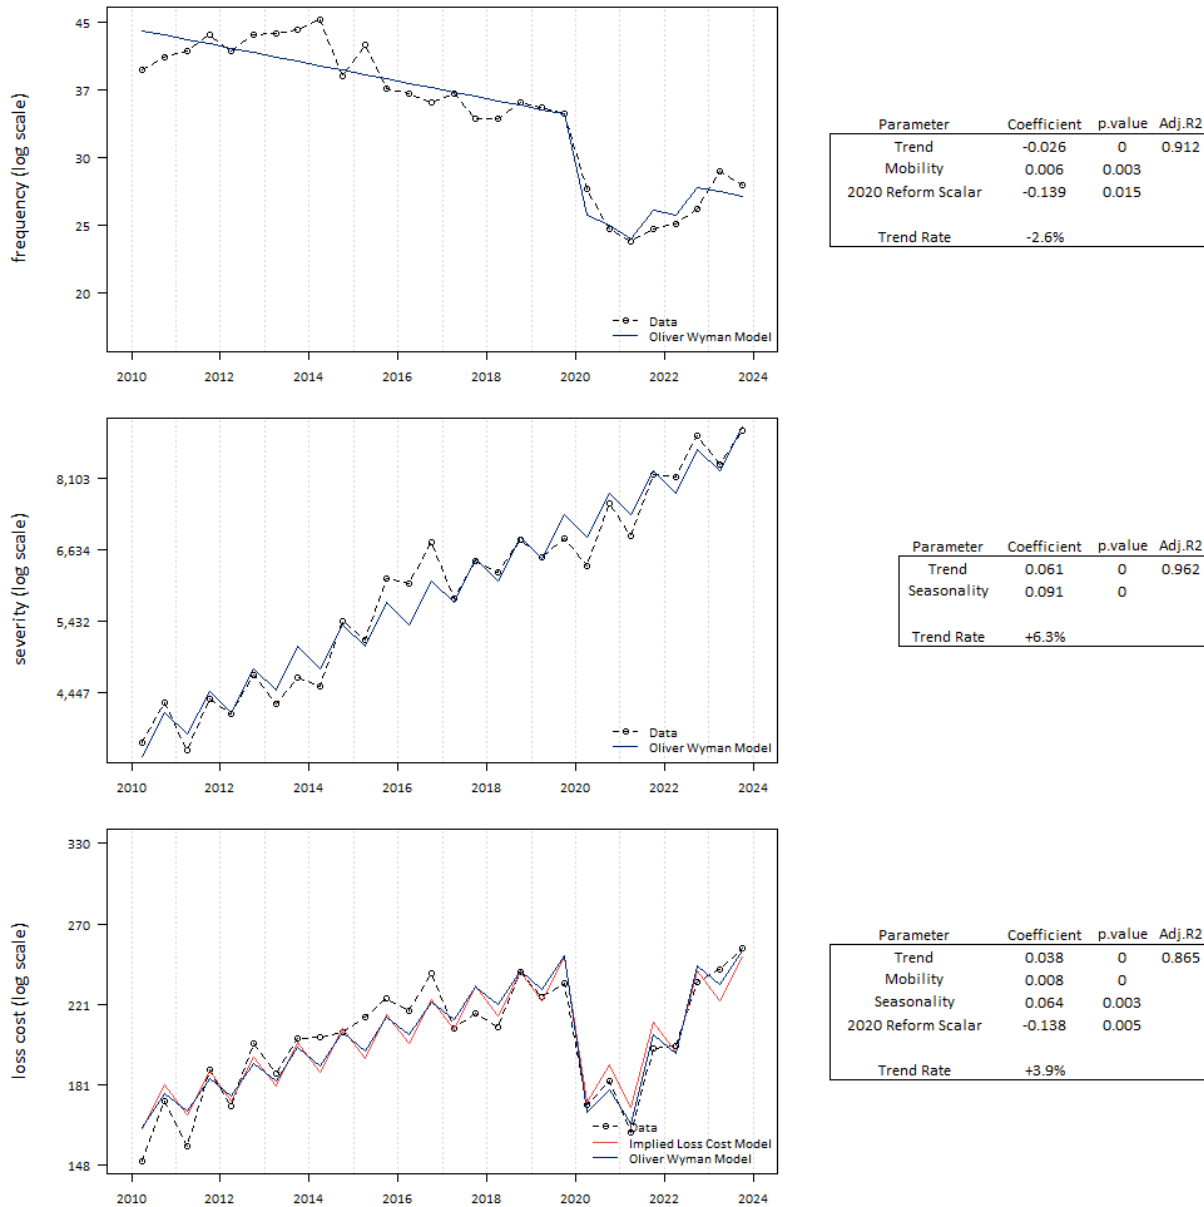 frequency (log scale)
45
37
30
25
20
Data
Oliver Wyman Model
2010 2012 2014 2016 2018 2020 2022 2024
Parameter Coefficient p.value Adj.R2
Trend -0.026 0 0.912
Mobility 0.006 0.003
2020 Reform Scalar -0.139 0.015
Trend Rate -2.6%
severity (log scale)
8,103
6,634
5,432
4,447
Data
Oliver Wyman Model
2010 2012 2014 2016 2018 2020 2022 2024
Parameter Coefficient p.value Adj.R2
Trend 0.061 0 0.962
Seasonality 0.091 0
Trend Rate +6.3%
loss cost (log scale)
330
270
221
181
148
Data
Implied Loss Cost Model
Oliver Wyman Model
2010 2012 2014 2016 2018 2020 2022 2024
Parameter Coefficient p.value Adj.R2
Trend 0.038 0 0.865
Mobility 0.008 0
Seasonality 0.064 0.003
2020 Reform Scalar -0.138 0.005
Trend Rate +3.9%